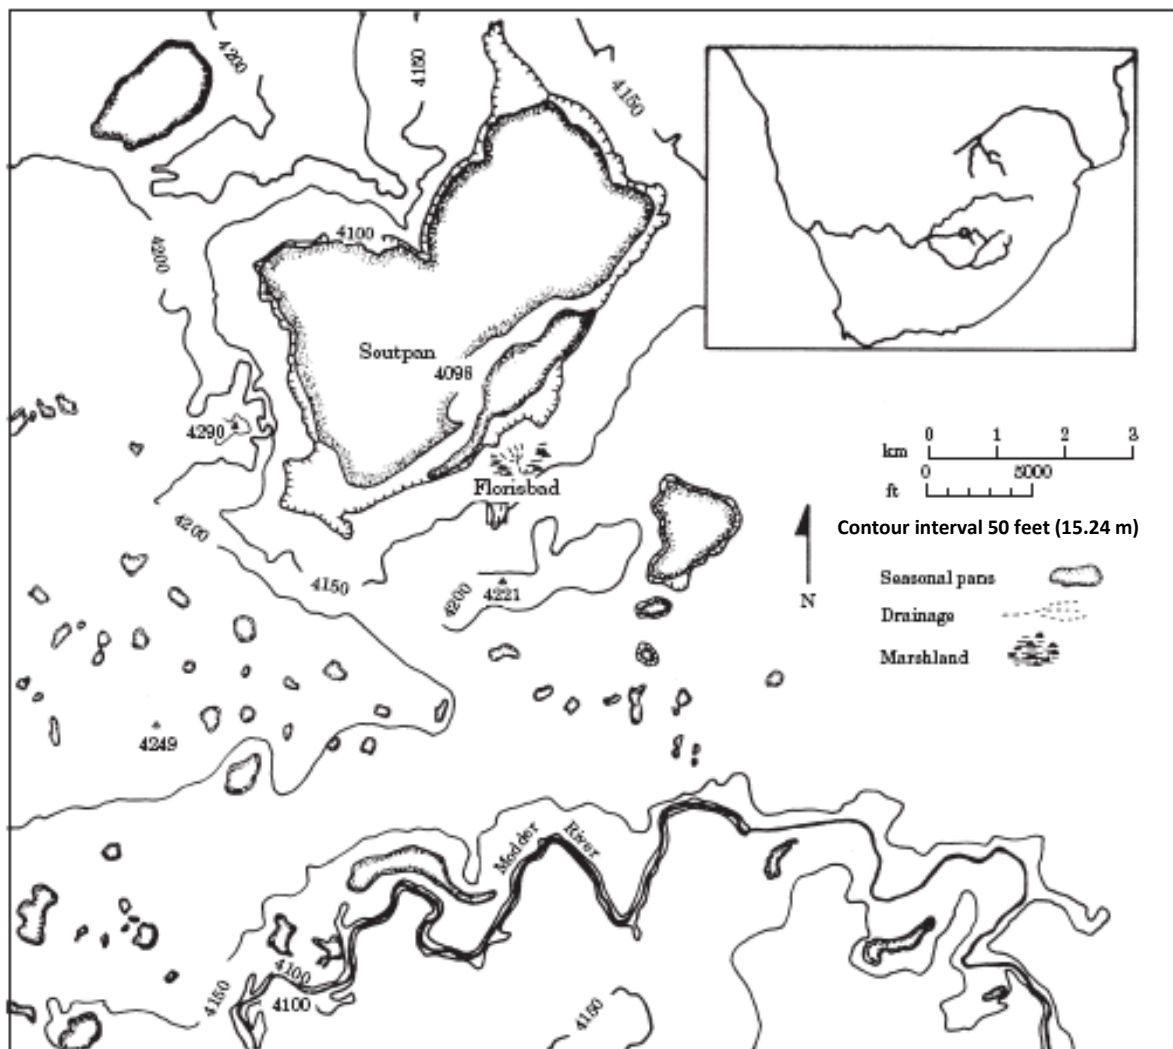 4200
4150
4150
4200
4100
Soutpan
4098
4290
Florisbad
4200
4150
4200
4221
4249
Modder River
4150
4100
4100
4150
0 1 2 3
km
0 5000
ft
Contour interval 50 feet (15.24 m)
N
Seasonal pans
Drainage
Marshland